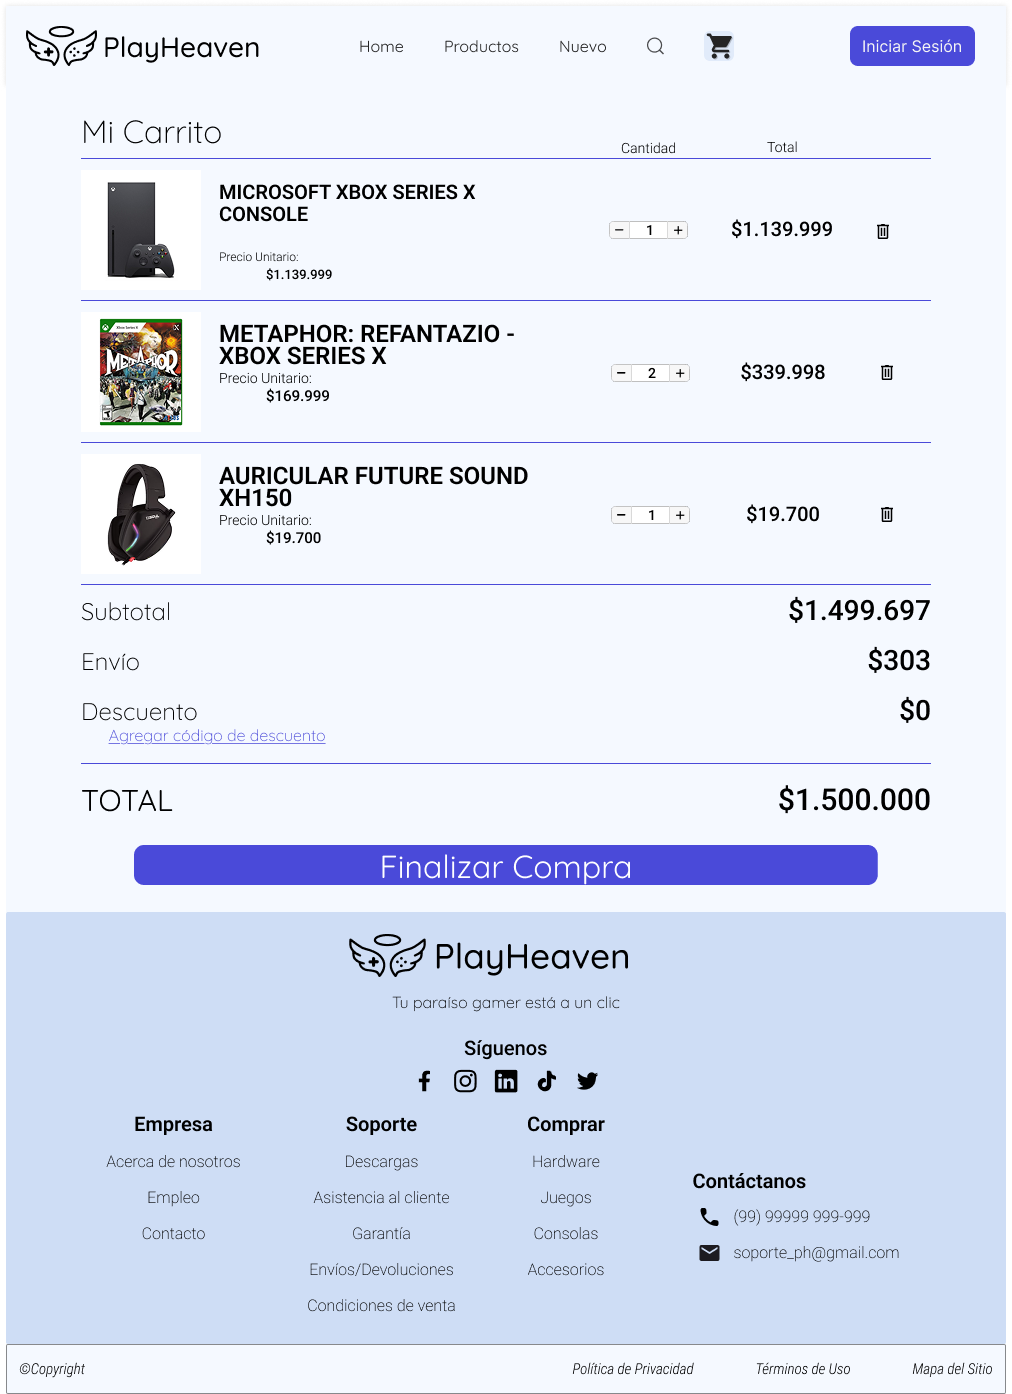 PlayHeaven
Home
Productos
Nuevo
Iniciar Sesión
Mi Carrito
Cantidad
Total
MICROSOFT XBOX SERIES X
CONSOLE
Precio Unitario:
$1.139.999
1
$1.139.999
METAPHOR
METAPHOR: REFANTAZIO -
XBOX SERIES X
Precio Unitario:
$169.999
2
$339.998
AURICULAR FUTURE SOUND
XH150
Precio Unitario:
$19.700
1
$19.700
Subtotal
$1.499.697
Envío
$303
Descuento
$0
Agregar código de descuento
TOTAL
$1.500.000
Finalizar Compra
PlayHeaven
Tu paraíso gamer está a un clic
Síguenos
Empresa
Acerca de nosotros
Empleo
Contacto
Soporte
Descargas
Asistencia al cliente
Garantía
Envíos/Devoluciones
Condiciones de venta
Comprar
Hardware
Juegos
Consolas
Accesorios
Contáctanos
(99) 99999 999-999
soporte_ph@gmail.com
©Copyright
Política de Privacidad
Términos de Uso
Mapa del Sitio